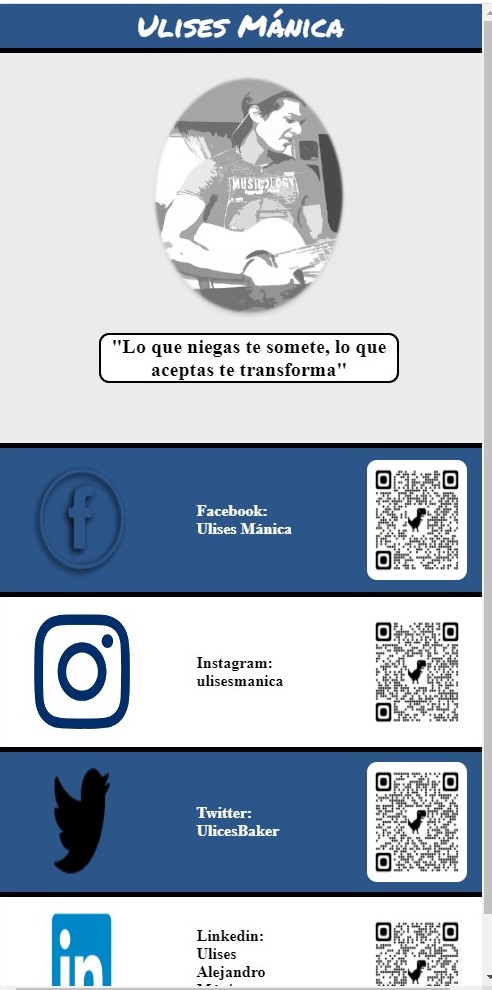 Ulises Mánica
MUSICOLOGY
"Lo que niegas te somete, lo que
aceptas te transforma"
f
Facebook:
Ulises Mánica
Instagram:
ulisesmanica
Twitter:
UlicesBaker
in
Linkedin:
Ulises
Alejandro